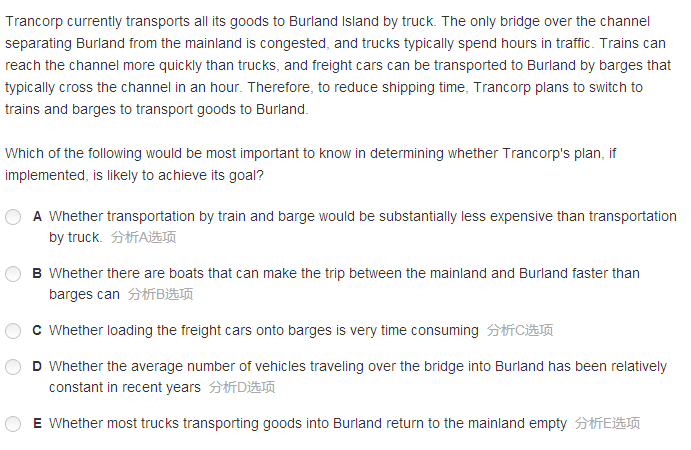 Trancorp currently transports all its goods to Burland Island by truck. The only bridge over the channel
separating Burland from the mainland is congested, and trucks typically spend hours in traffic. Trains can
reach the channel more quickly than trucks, and freight cars can be transported to Burland by barges that
typically cross the channel in an hour. Therefore, to reduce shipping time, Trancorp plans to switch to
trains and barges to transport goods to Burland.
Which of the following would be most important to know in determining whether Trancorp's plan, if
implemented, is likely to achieve its goal?
A Whether transportation by train and barge would be substantially less expensive than transportation
by truck. 分析A选项
B Whether there are boats that can make the trip between the mainland and Burland faster than
barges can 分析B选项
C Whether loading the freight cars onto barges is very time consuming 分析C选项
D Whether the average number of vehicles traveling over the bridge into Burland has been relatively
constant in recent years 分析D选项
E Whether most trucks transporting goods into Burland return to the mainland empty 分析E选项